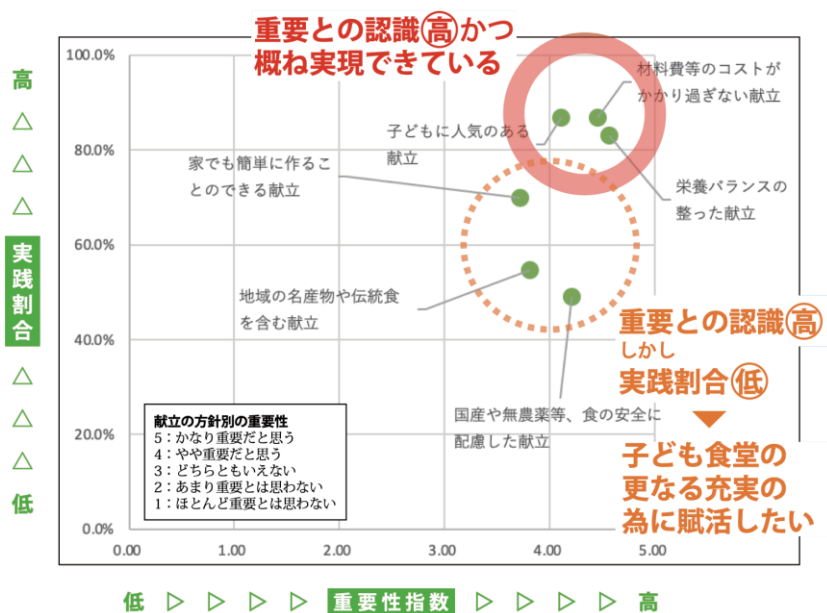 重要との認識高かつ
概ね実現できている
高
△
△
△
実践割合
△
△
△
低
100.0%
80.0%
60.0%
40.0%
20.0%
0.0%
材料費等のコストが
かかり過ぎない献立
子どもに人気のある
献立
家でも簡単に作るこ
とのできる献立
栄養バランスの
整った献立
地域の名産物や伝統食
を含む献立
国産や無農薬等、食の安全に
配慮した献立
重要との認識高
しかし
実践割合低
▼
子ども食堂の
更なる充実の
為に賦活したい
献立の方針別の重要性
5:かなり重要だと思う
4:やや重要だと思う
3:どちらともいえない
2:あまり重要とは思わない
1:ほとんど重要とは思わない
0.00 1.00 2.00 3.00 4.00 5.00
低 ▷ ▷ ▷ ▷ 重要性指数 ▷ ▷ ▷ ▷ 高